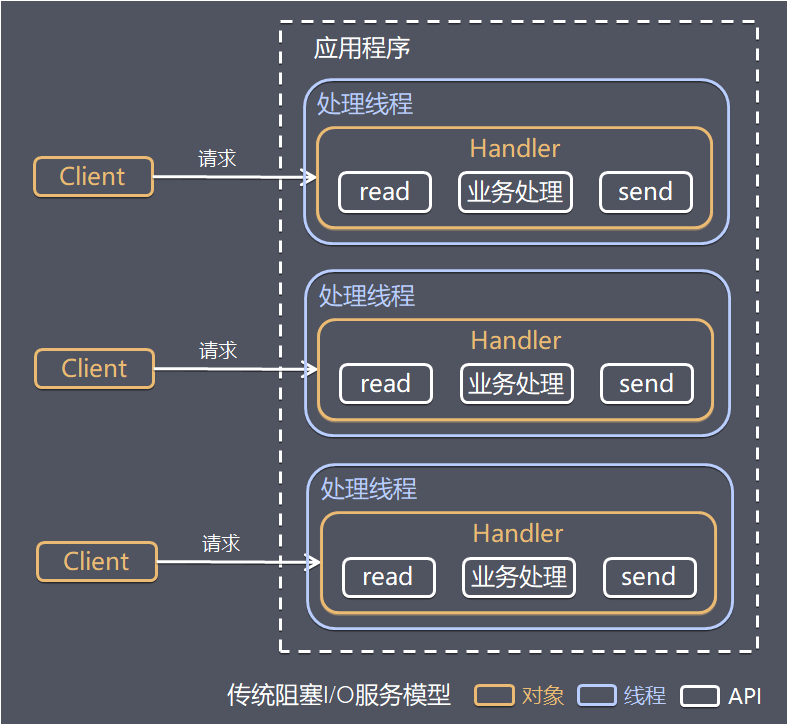 应用程序
处理线程
Handler
Client
请求
read
业务处理
send
处理线程
Handler
Client
请求
read
业务处理
send
处理线程
Handler
Client
请求
read
业务处理
send
传统阻塞I/O服务模型
对象
线程
API